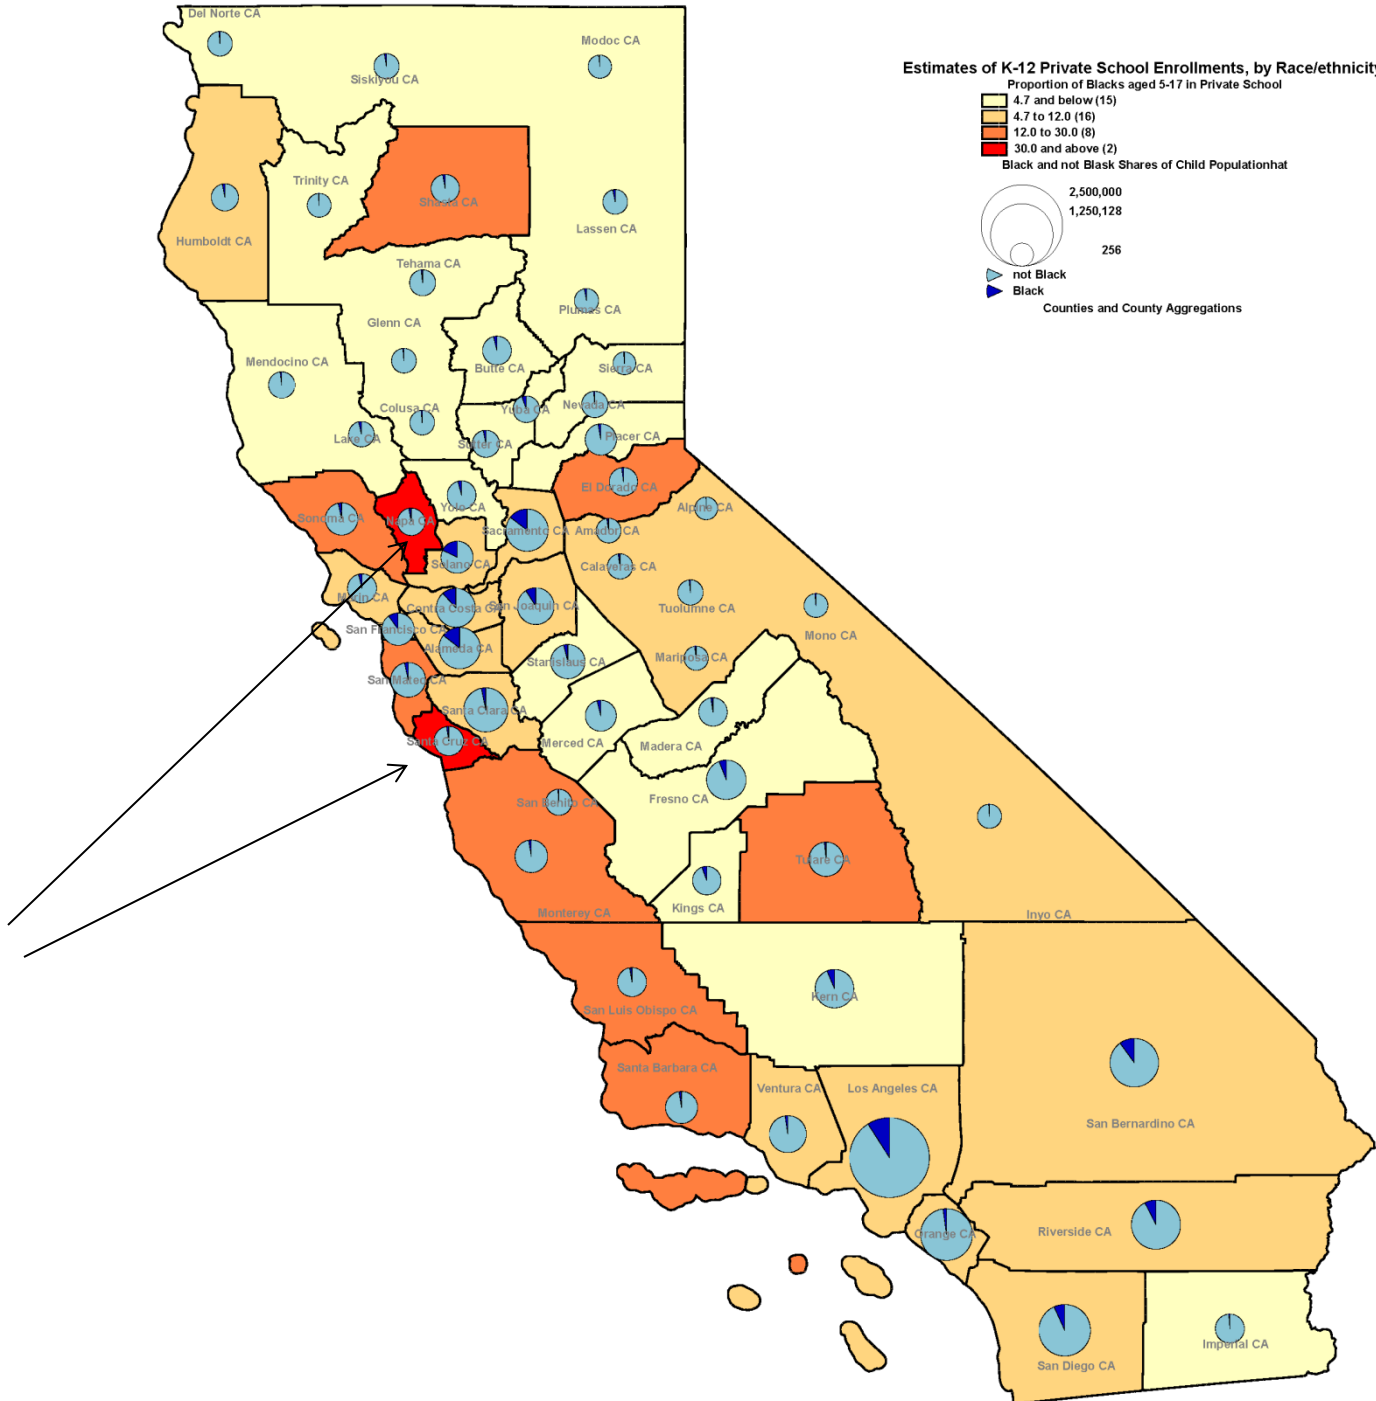 Del Norte CA
Modoc CA
Siskiyou CA
Estimates of K-12 Private School Enrollments, by Race/ethnicity
Proportion of Blacks aged 5-17 in Private School
4.7 and below (15)
4.7 to 12.0 (16)
12.0 to 30.0 (8)
30.0 and above (2)
Black and not Blask Shares of Child Populationhat
2,500,000
1,250,128
256
not Black
Black
Counties and County Aggregations
Trinity CA
Shasta CA
Lassen CA
Humboldt CA
Tehama CA
Plumas CA
Glenn CA
Mendocino CA
Butte CA
Sierra CA
Colusa CA
Yuba CA
Nevada CA
Lake CA
Sutter CA
Placer CA
El Dorado CA
Yolo CA
Alpine CA
Sonoma CA
Napa CA
Sacramento CA
Amador CA
Solano CA
Calaveras CA
Marin CA
Contra Costa CA
San Joaquin CA
Tuolumne CA
Mono CA
San Francisco CA
Alameda CA
Stanislaus CA
Mariposa CA
San Mateo CA
Santa Clara CA
Santa Cruz CA
Merced CA
Madera CA
San Benito CA
Fresno CA
Tulare CA
Monterey CA
Kings CA
Inyo CA
Kern CA
San Luis Obispo CA
Santa Barbara CA
Ventura CA
Los Angeles CA
San Bernardino CA
Orange CA
Riverside CA
Imperial CA
San Diego CA